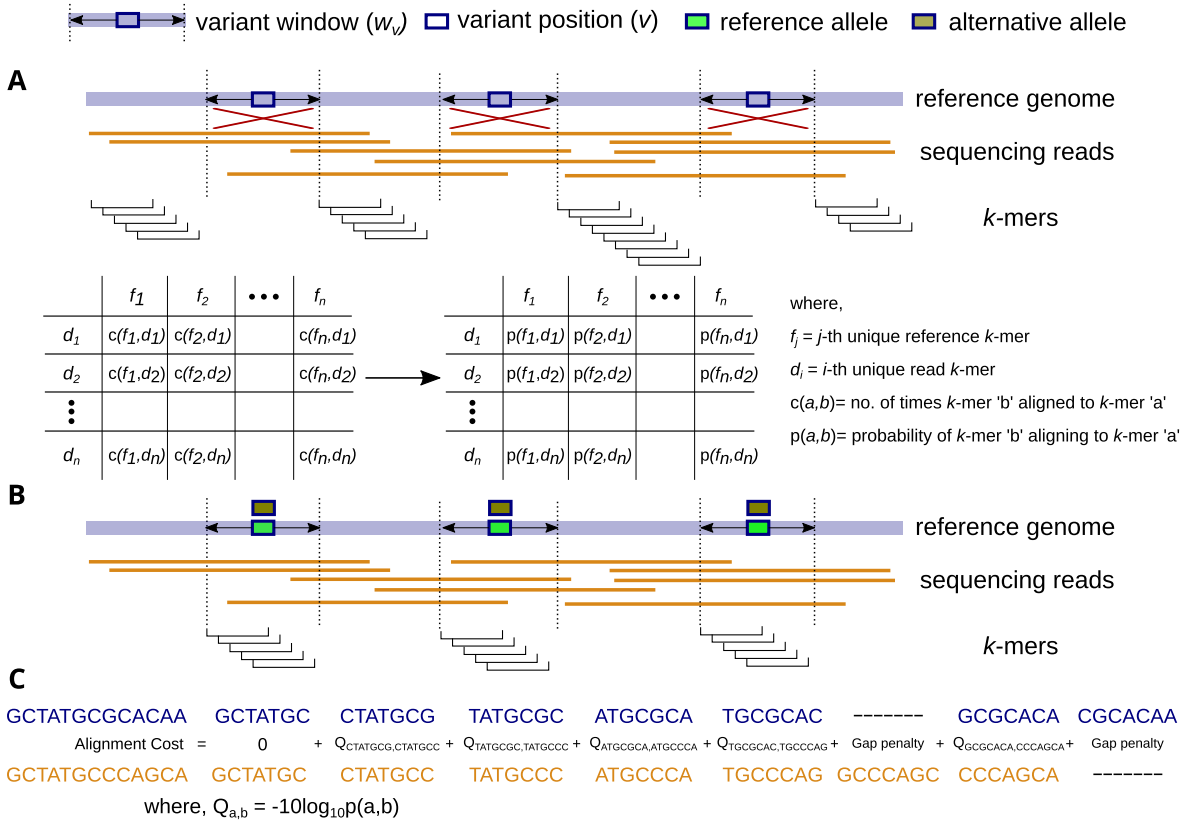 variant window (wv) variant position (v) reference allele alternative allele
A
reference genome
sequencing reads
k-mers
f1 f2 ••• fn
d1 c(f1,d1) c(f2,d1) c(fn,d1)
d2 c(f1,d2) c(f2,d2) c(fn,d2)
dn c(f1,dn) c(f2,dn) c(fn,dn)
f1 f2 ••• fn
d1 p(f1,d1) p(f2,d1) p(fn,d1)
d2 p(f1,d2) p(f2,d2) p(fn,d2)
dn p(f1,dn) p(f2,dn) p(fn,dn)
where,
fj = j-th unique reference k-mer
di = i-th unique read k-mer
c(a,b)= no. of times k-mer 'b' aligned to k-mer 'a'
p(a,b)= probability of k-mer 'b' aligning to k-mer 'a'
B
reference genome
sequencing reads
k-mers
C
GCTATGCGCACAA GCTATGC CTATGCG TATGCGC ATGCGCA TGCGCAC ------- GCGCACA CGCACAA
Alignment Cost = 0 + QCTATGCG,CTATGCC + QTATGCGC,TATGCCC + QATGCGCA,ATGCCCA + QTGCGCAC,TGCCCAG + Gap penalty + QGCGCACA,CCCAGCA + Gap penalty
GCTATGCCCAGCA GCTATGC CTATGCC TATGCCC ATGCCCA TGCCCAG GCCCAGC CCCAGCA -------
where, Qa,b = -10log10p(a,b)